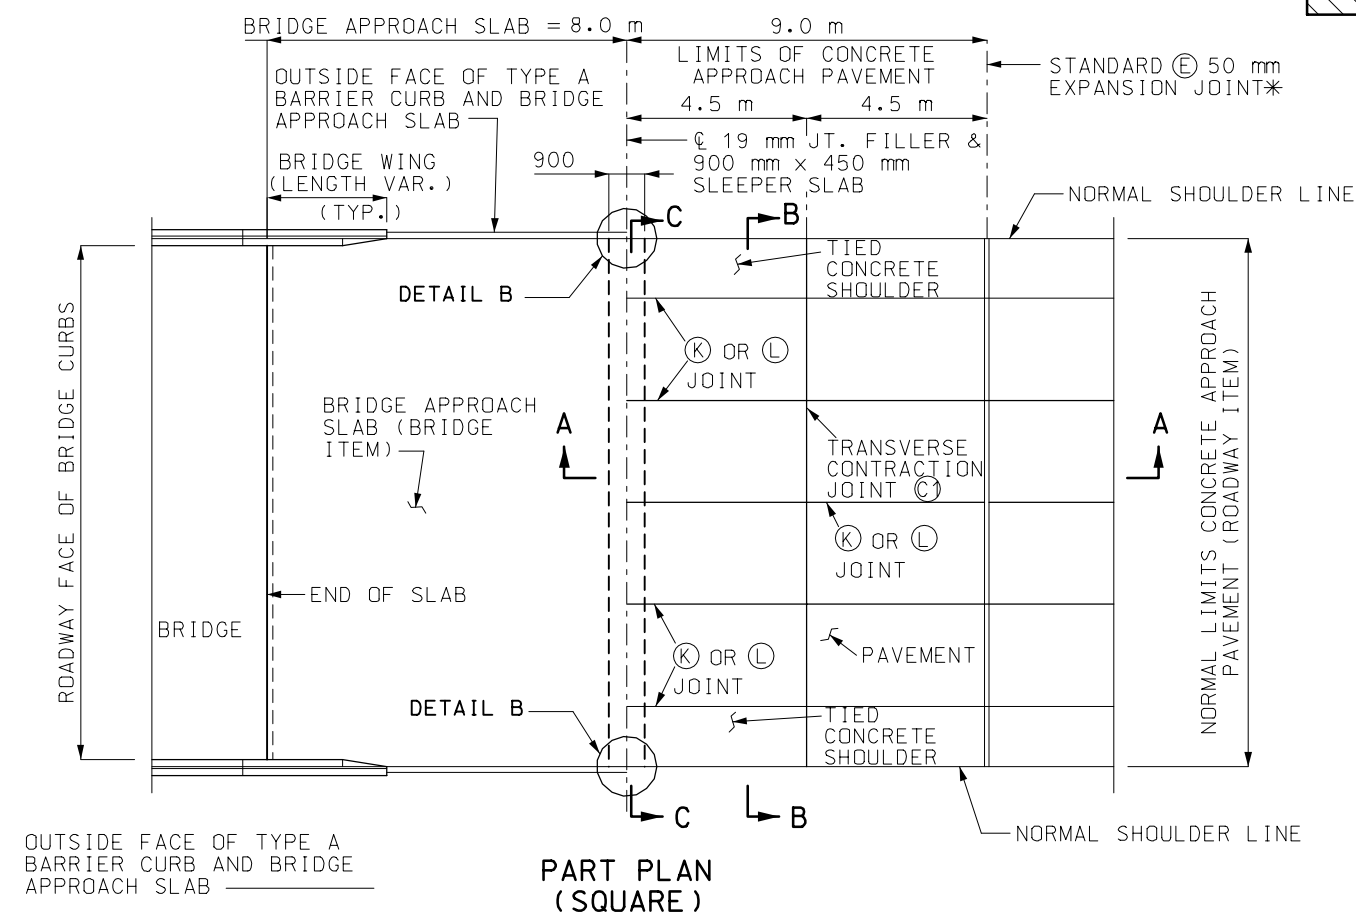 BRIDGE APPROACH SLAB = 8.0 m
9.0 m
LIMITS OF CONCRETE
APPROACH PAVEMENT
STANDARD Ⓔ 50 mm
EXPANSION JOINT*
OUTSIDE FACE OF TYPE A
BARRIER CURB AND BRIDGE
APPROACH SLAB
4.5 m
4.5 m
℄ 19 mm JT. FILLER &
900 mm x 450 mm
SLEEPER SLAB
BRIDGE WING
(LENGTH VAR.)
(TYP.)
900
NORMAL SHOULDER LINE
C
B
TIED
CONCRETE
SHOULDER
DETAIL B
Ⓚ OR Ⓛ
JOINT
ROADWAY FACE OF BRIDGE CURBS
BRIDGE APPROACH
SLAB (BRIDGE
ITEM)
A
A
TRANSVERSE
CONTRACTION
JOINT C1
NORMAL LIMITS CONCRETE APPROACH
PAVEMENT (ROADWAY ITEM)
Ⓚ OR Ⓛ
JOINT
END OF SLAB
BRIDGE
Ⓚ OR Ⓛ
JOINT
PAVEMENT
DETAIL B
TIED
CONCRETE
SHOULDER
C
B
NORMAL SHOULDER LINE
OUTSIDE FACE OF TYPE A
BARRIER CURB AND BRIDGE
APPROACH SLAB
PART PLAN
(SQUARE)